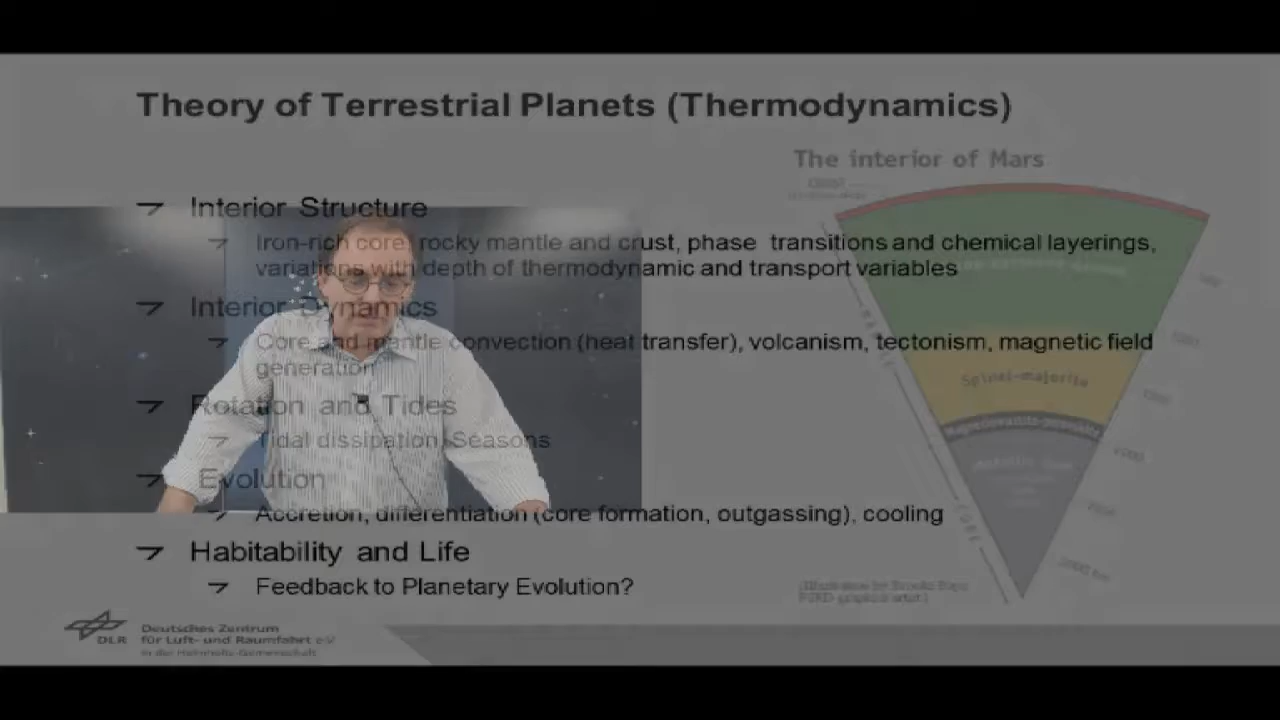 Theory of Terrestrial Planets (Thermodynamics)
The interior of Mars
CRUST
Interior Structure
Iron-rich core, rocky mantle and crust, phase transitions and chemical layerings,
variations with depth of thermodynamic and transport variables
Interior Dynamics
Core and mantle convection (heat transfer), volcanism, tectonism, magnetic field
generation
MANTLE
Spinel-majorite
Rotation and Tides
Tidal dissipation, Seasons
Evolution
Accretion, differentiation (core formation, outgassing), cooling
CORE
Habitability and Life
Feedback to Planetary Evolution?
DLR
Deutsches Zentrum
für Luft- und Raumfahrt e.V.
in der Helmholtz-Gemeinschaft